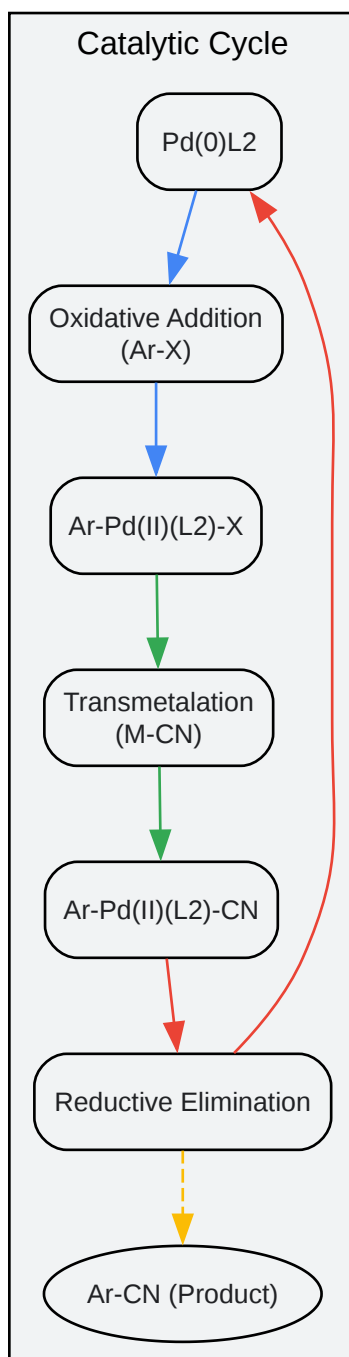 Catalytic Cycle
Pd(0)L2
Oxidative Addition
(Ar-X)
Ar-Pd(II)(L2)-X
Transmetalation
(M-CN)
Ar-Pd(II)(L2)-CN
Reductive Elimination
Ar-CN (Product)